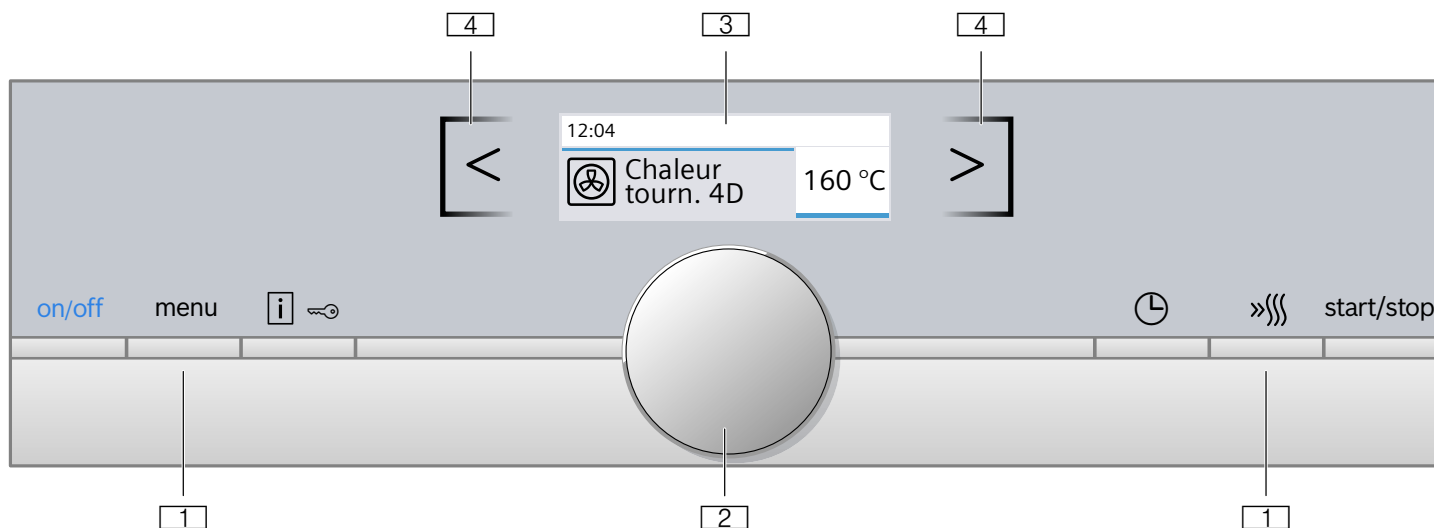 4 3 4
12:04
< Chaleur 160 °C >
tourn. 4D
on/off menu i start/stop
1 2 1